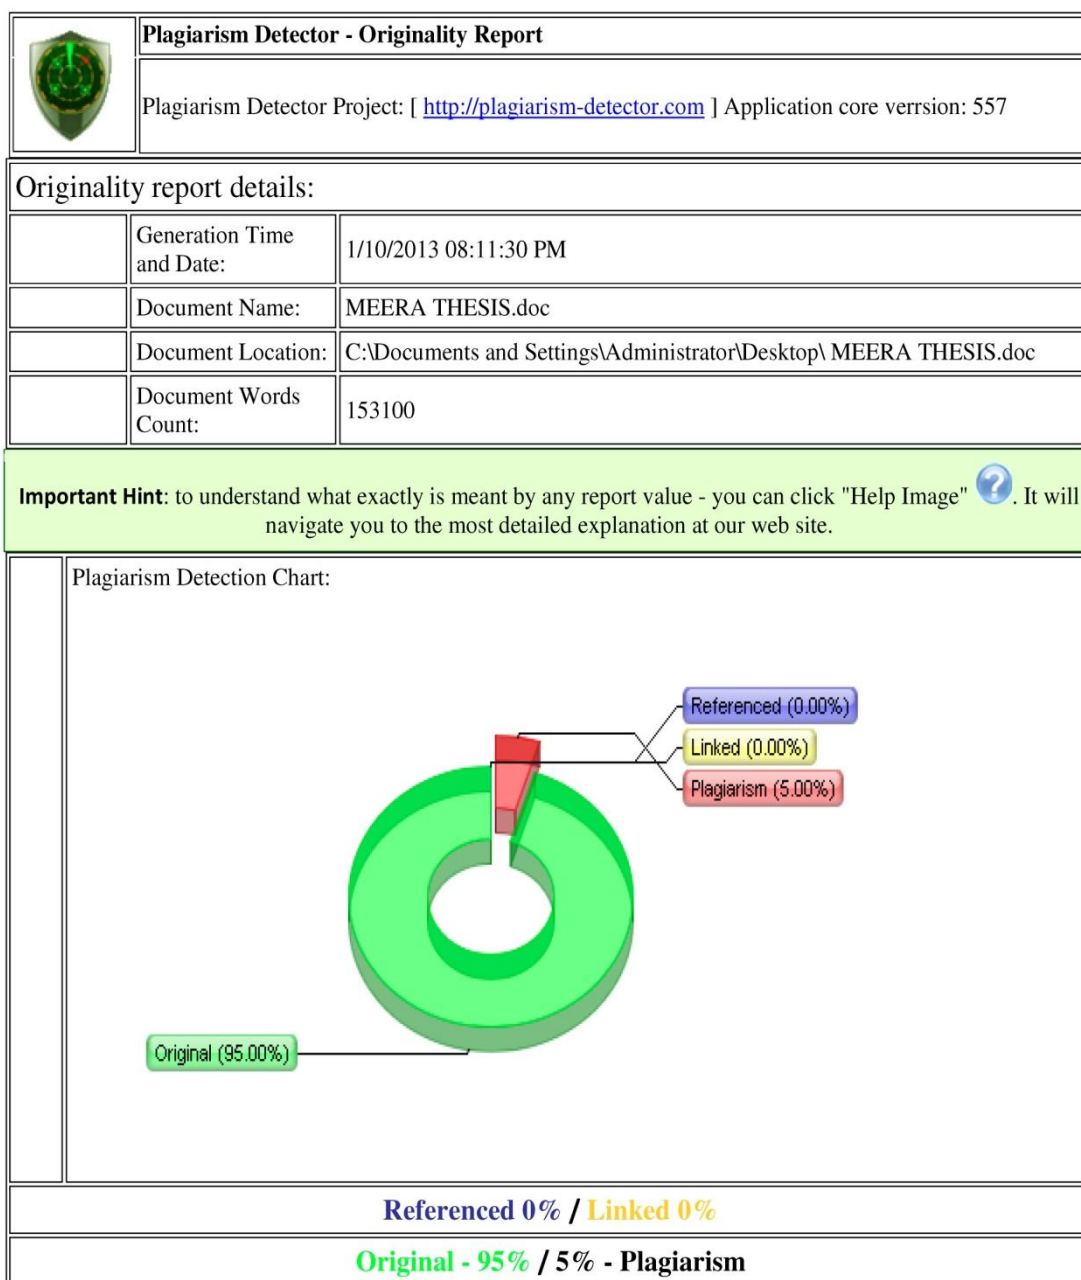 Plagiarism Detector - Originality Report
Plagiarism Detector Project: [ http://plagiarism-detector.com ] Application core verrsion: 557
Originality report details:
Generation Time
and Date:
1/10/2013 08:11:30 PM
Document Name:
MEERA THESIS.doc
Document Location:
C:\Documents and Settings\Administrator\Desktop\ MEERA THESIS.doc
Document Words
Count:
153100
Important Hint: to understand what exactly is meant by any report value - you can click "Help Image" ?. It will
navigate you to the most detailed explanation at our web site.
Plagiarism Detection Chart:
Referenced (0.00%)
Linked (0.00%)
Plagiarism (5.00%)
Original (95.00%)
Referenced 0% / Linked 0%
Original - 95% / 5% - Plagiarism